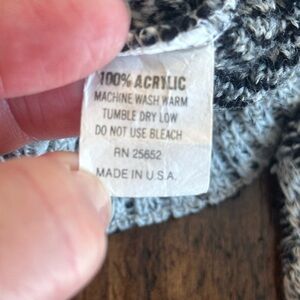 100% ACRYLIC
MACHINE WASH WARM
TUMBLE DRY LOW
DO NOT USE BLEACH
RN 25652
MADE IN U.S.A.